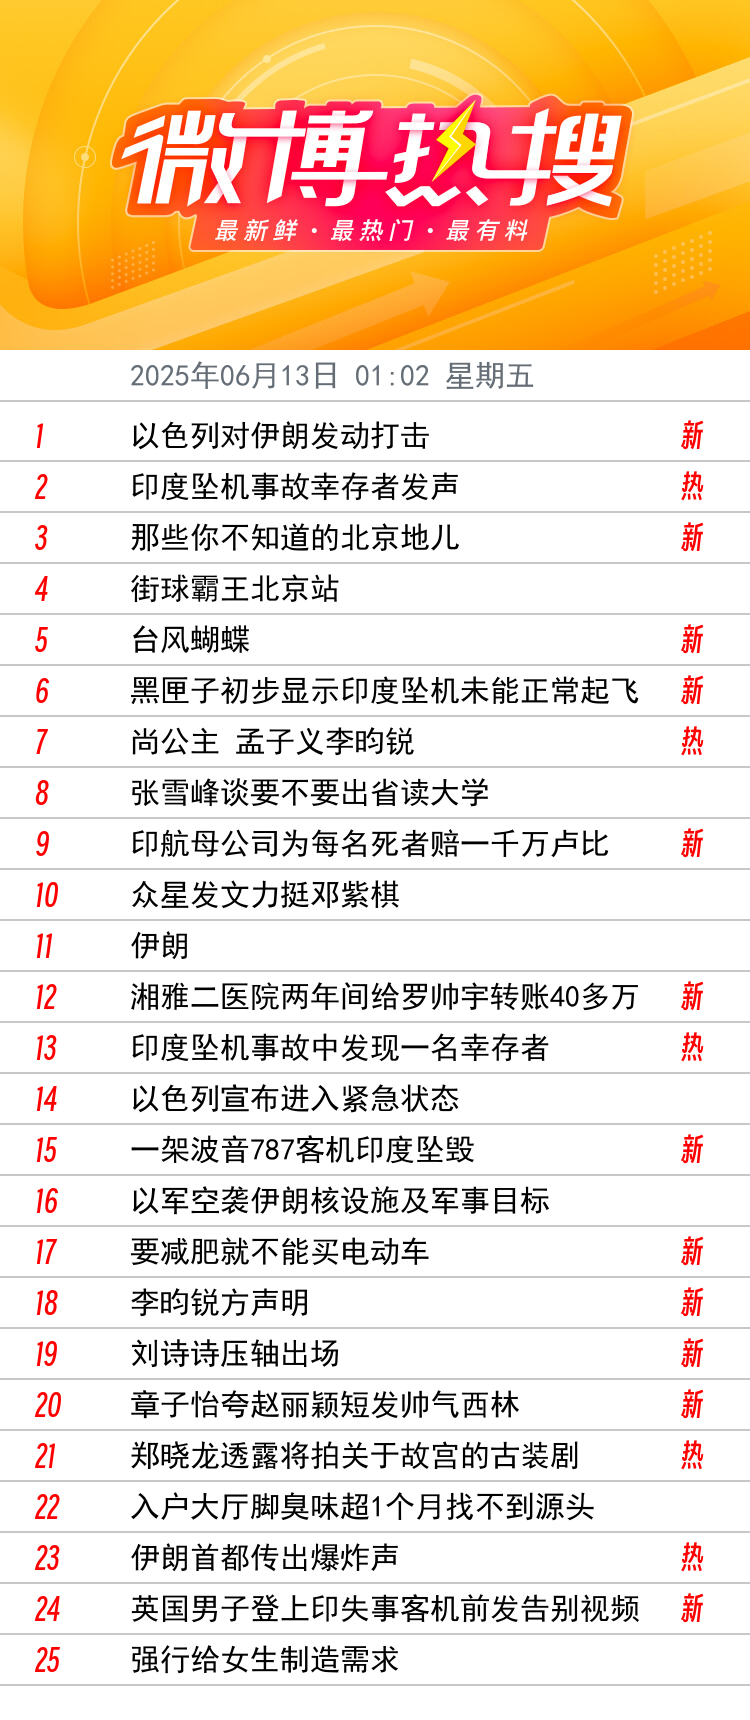 微博热搜
最新鲜·最热门·最有料
2025年06月13日 01:02 星期五
1 以色列对伊朗发动打击 新
2 印度坠机事故幸存者发声 热
3 那些你不知道的北京地儿 新
4 街球霸王北京站
5 台风蝴蝶 新
6 黑匣子初步显示印度坠机未能正常起飞 新
7 尚公主 孟子义李昀锐 热
8 张雪峰谈要不要出省读大学
9 印航母公司为每名死者赔一千万卢比 新
10 众星发文力挺邓紫棋
11 伊朗
12 湘雅二医院两年间给罗帅宇转账40多万 新
13 印度坠机事故中发现一名幸存者 热
14 以色列宣布进入紧急状态
15 一架波音787客机印度坠毁 新
16 以军空袭伊朗核设施及军事目标
17 要减肥就不能买电动车 新
18 李昀锐方声明 新
19 刘诗诗压轴出场 新
20 章子怡夸赵丽颖短发帅气西林 新
21 郑晓龙透露将拍关于故宫的古装剧 热
22 入户大厅脚臭味超1个月找不到源头
23 伊朗首都传出爆炸声 热
24 英国男子登上印失事客机前发告别视频 新
25 强行给女生制造需求